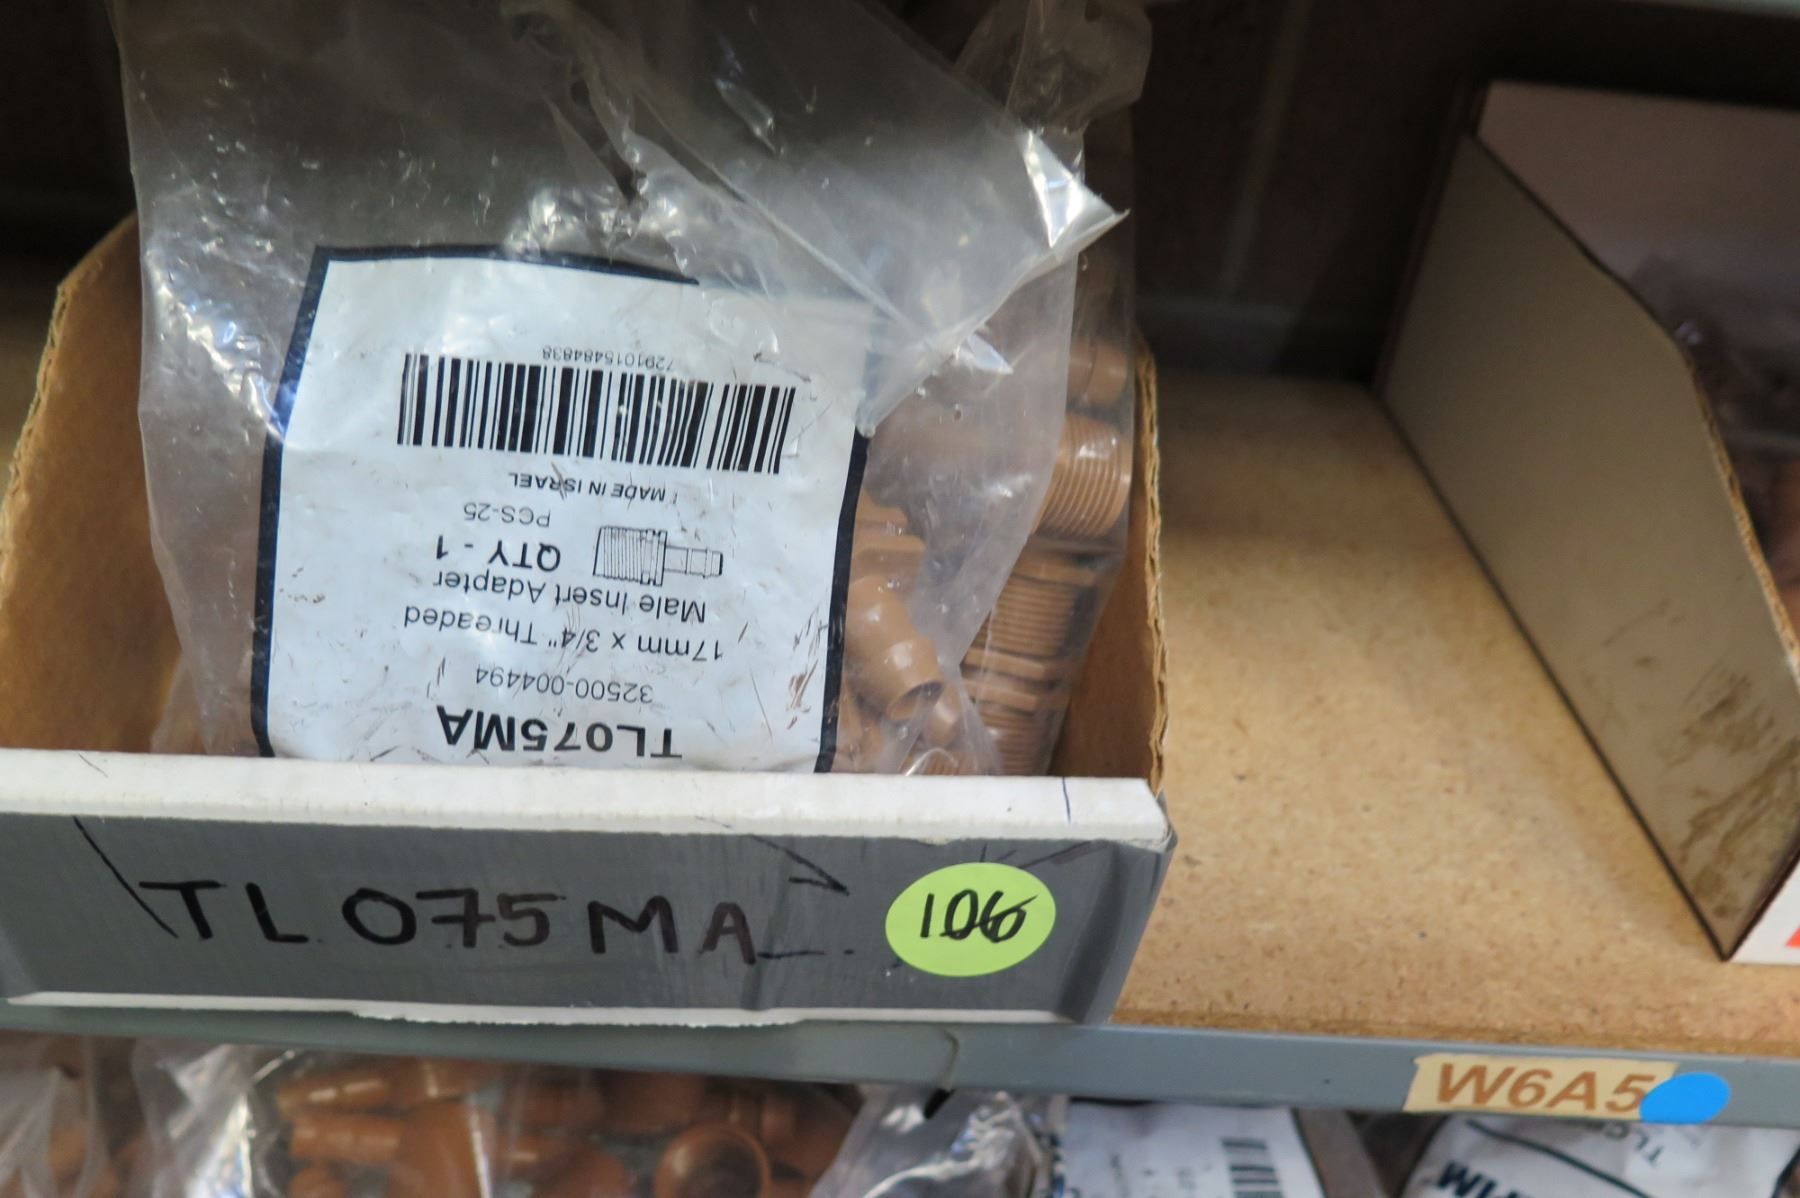 TL075MA
32500-004494
17mm x 3/4" Threaded
Male Insert Adapter
QTY - 1
PCS-25
MADE IN ISRAEL
7291015484838
TL075MA
106
W6A5